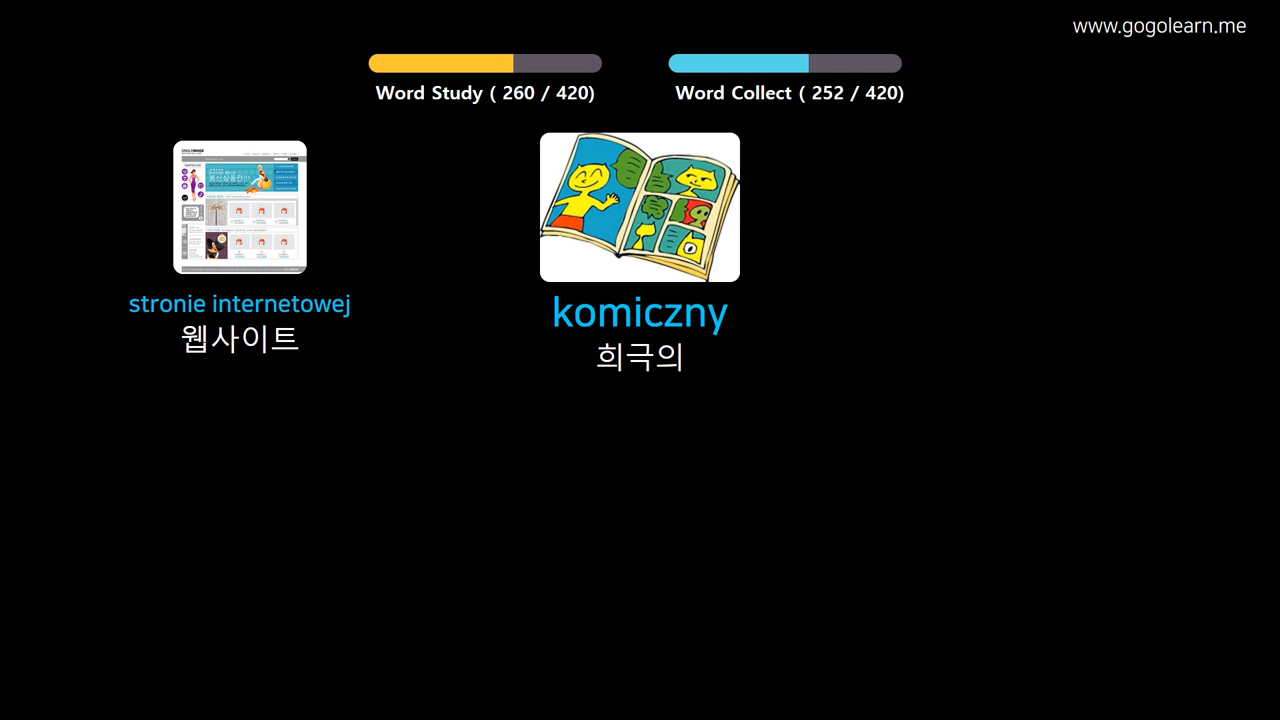 www.gogolearn.me
Word Study ( 260 / 420)
Word Collect ( 252 / 420)
stronie internetowej
웹사이트
komiczny
희극의